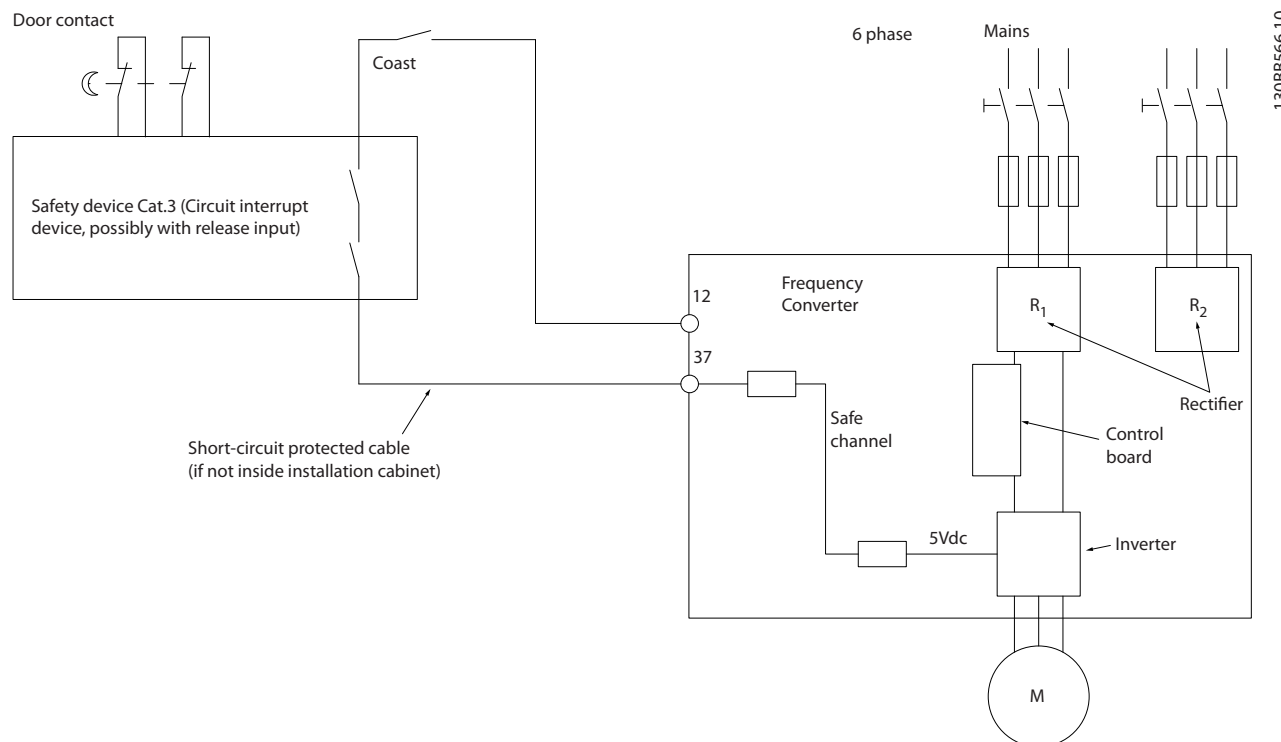 Door contact
Coast
6 phase
Mains
130BB566.10
Safety device Cat.3 (Circuit interrupt
device, possibly with release input)
12
Frequency
Converter
R1
R2
37
Rectifier
Safe
channel
Control
board
Short-circuit protected cable
(if not inside installation cabinet)
5Vdc
Inverter
M